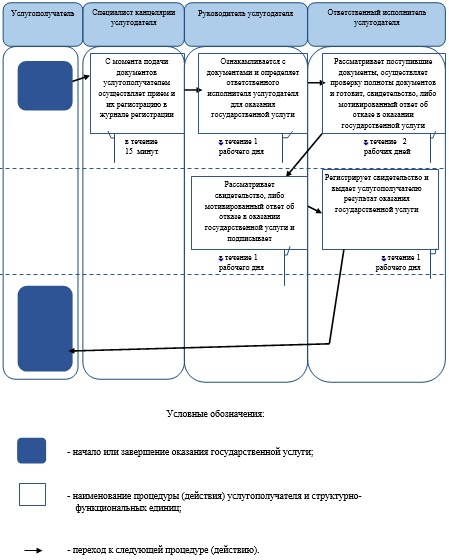 Услугополучатель
Специалист канцелярии
услугодателя
Руководитель услугодателя
Ответственный исполнитель
услугодателя
С момента подачи
документов
услугополучателем
осуществляет прием и
их регистрацию в
журнале регистрации
Ознакамливается с
документами и определяет
ответственного
исполнителя услугодателя
для оказания
государственной услуги
Рассматривает поступившие
документы, осуществляет
проверку полноты документов
и готовит, свидетельство, либо
мотивированный ответ об
отказе в оказании
государственной услуги
в течение
15 минут
в течение 1
рабочего дня
в течение 2
рабочих дней
Рассматривает
свидетельство, либо
мотивированный ответ об
отказе в оказании
государственной услуги и
подписывает
Регистрирует свидетельство и
выдает услугополучателю
результат оказания
государственной услуги
в течение 1
рабочего дня
в течение 1
рабочего дня
Условные обозначения:
- начало или завершение оказания государственной услуги;
- наименование процедуры (действия) услугополучателя и структурно-
функциональных единиц;
- переход к следующей процедуре (действию).